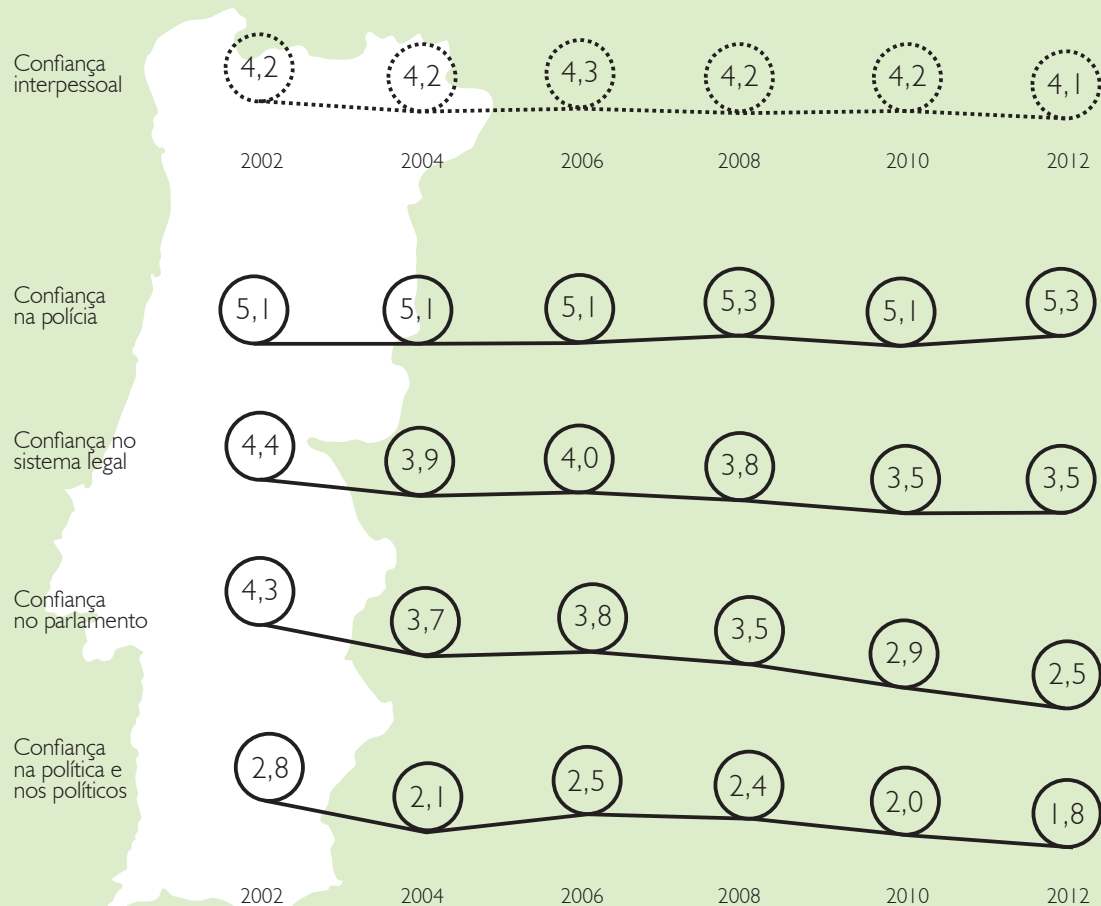 Confiança
interpessoal
4,2 4,2 4,3 4,2 4,2 4,1
2002 2004 2006 2008 2010 2012
Confiança
na polícia
5,1 5,1 5,1 5,3 5,1 5,3
Confiança no
sistema legal
4,4 3,9 4,0 3,8 3,5 3,5
Confiança
no parlamento
4,3 3,7 3,8 3,5 2,9 2,5
Confiança
na política e
nos políticos
2,8 2,1 2,5 2,4 2,0 1,8
2002 2004 2006 2008 2010 2012